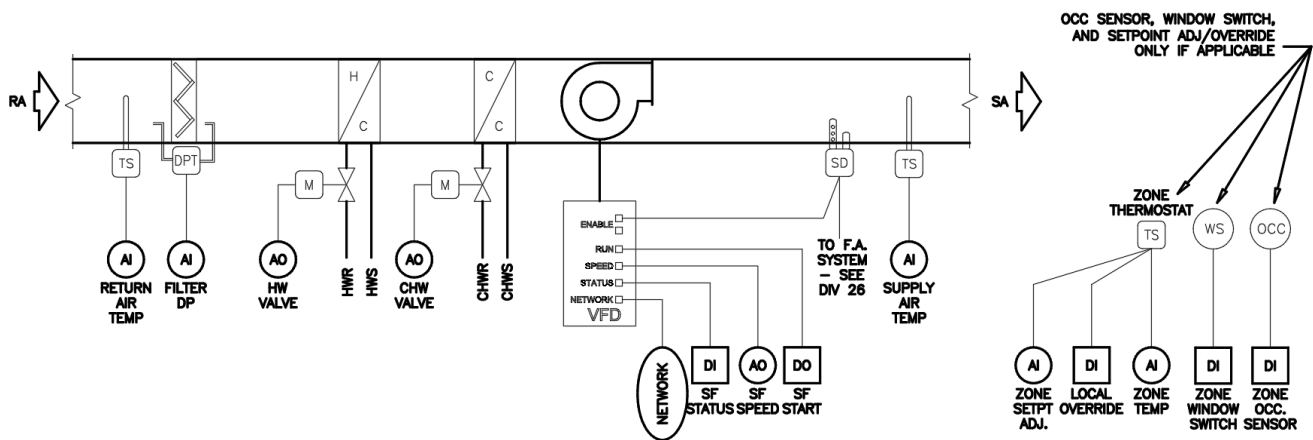 OCC SENSOR, WINDOW SWITCH,
AND SETPOINT ADJ/OVERRIDE
ONLY IF APPLICABLE
RA
H
C
C
C
SA
TS
DPT
M
M
SD
TS
ENABLE
RUN
SPEED
STATUS
NETWORK
VFD
ZONE
THERMOSTAT
TS
WS
OCC
AI
RETURN
AIR
TEMP
AI
FILTER
DP
AO
HW
VALVE
HWR
HWS
AO
CHW
VALVE
CHWR
CHWS
TO F.A.
SYSTEM
– SEE
DIV 26
AI
SUPPLY
AIR
TEMP
NETWORK
DI
SF
STATUS
AO
SF
SPEED
DO
SF
START
AI
ZONE
SETPT
ADJ.
DI
LOCAL
OVERRIDE
AI
ZONE
TEMP
DI
ZONE
WINDOW
SWITCH
DI
ZONE
OCC.
SENSOR